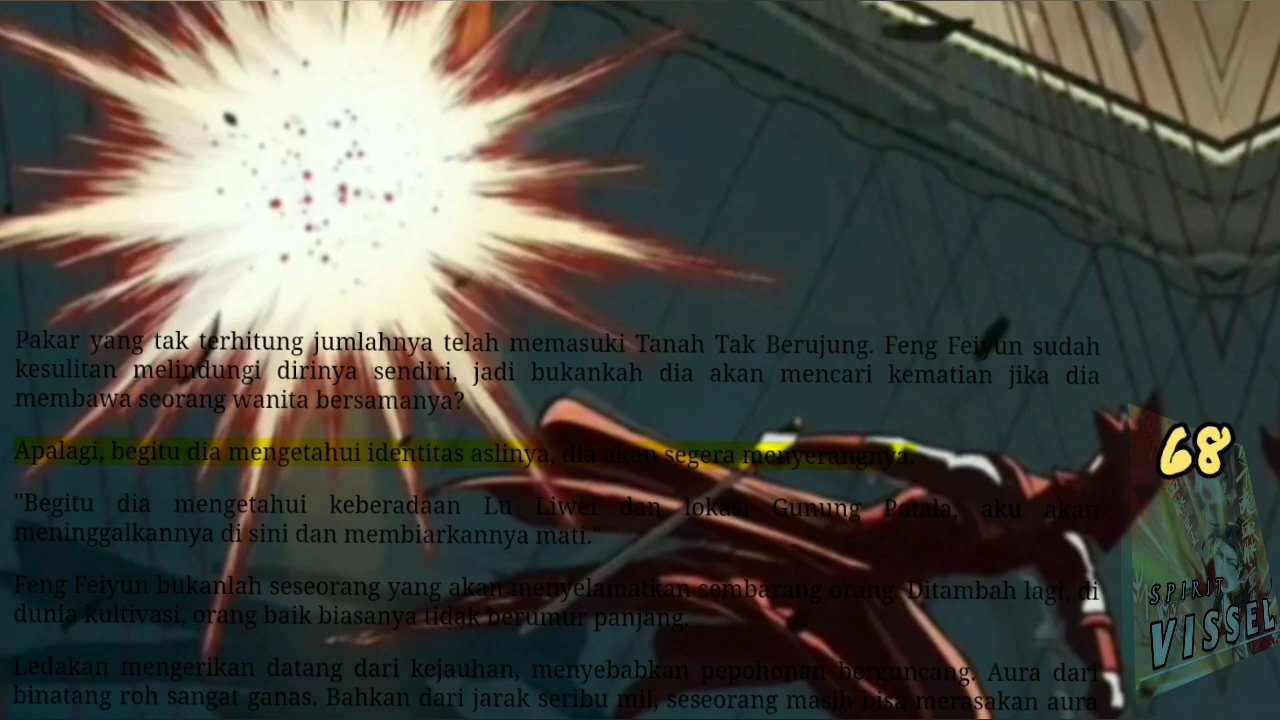 Pakar yang tak terhitung jumlahnya telah memasuki Tanah Tak Berujung. Feng Feiyun sudah
kesulitan melindungi dirinya sendiri, jadi bukankah dia akan mencari kematian jika dia
membawa seorang wanita bersamanya?
Apalagi, begitu dia mengetahui identitas aslinya, dia akan segera menyerangnya.
"Begitu dia mengetahui keberadaan Lu Liwei dan lokasi Gunung Potala, aku akan
meninggalkannya di sini dan membiarkannya mati."
Feng Feiyun bukanlah seseorang yang akan menyelamatkan sembarang orang. Ditambah lagi, di
dunia kultivasi, orang baik biasanya tidak berumur panjang.
Ledakan mengerikan datang dari kejauhan, menyebabkan pepohonan berguncang. Aura dari
binatang roh sangat ganas. Bahkan dari jarak seribu mil, seseorang masih bisa merasakan aura
68
SPIRIT
VISSEL